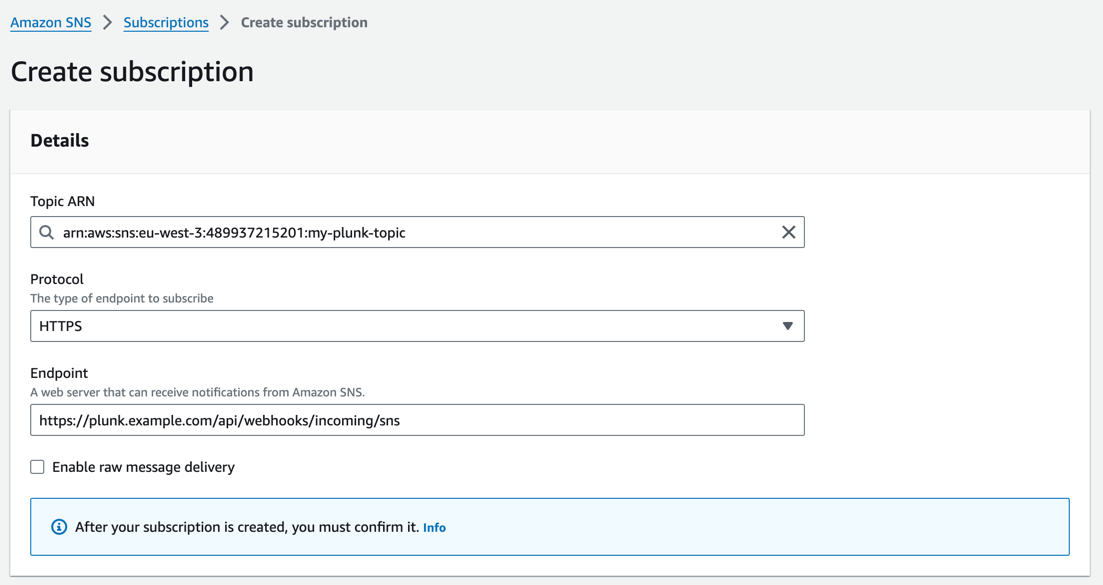 Amazon SNS > Subscriptions > Create subscription
Create subscription
Details
Topic ARN
arn:aws:sns:eu-west-3:489937215201:my-plunk-topic
Protocol
The type of endpoint to subscribe
HTTPS
Endpoint
A web server that can receive notifications from Amazon SNS.
https://plunk.example.com/api/webhooks/incoming/sns
Enable raw message delivery
After your subscription is created, you must confirm it. Info